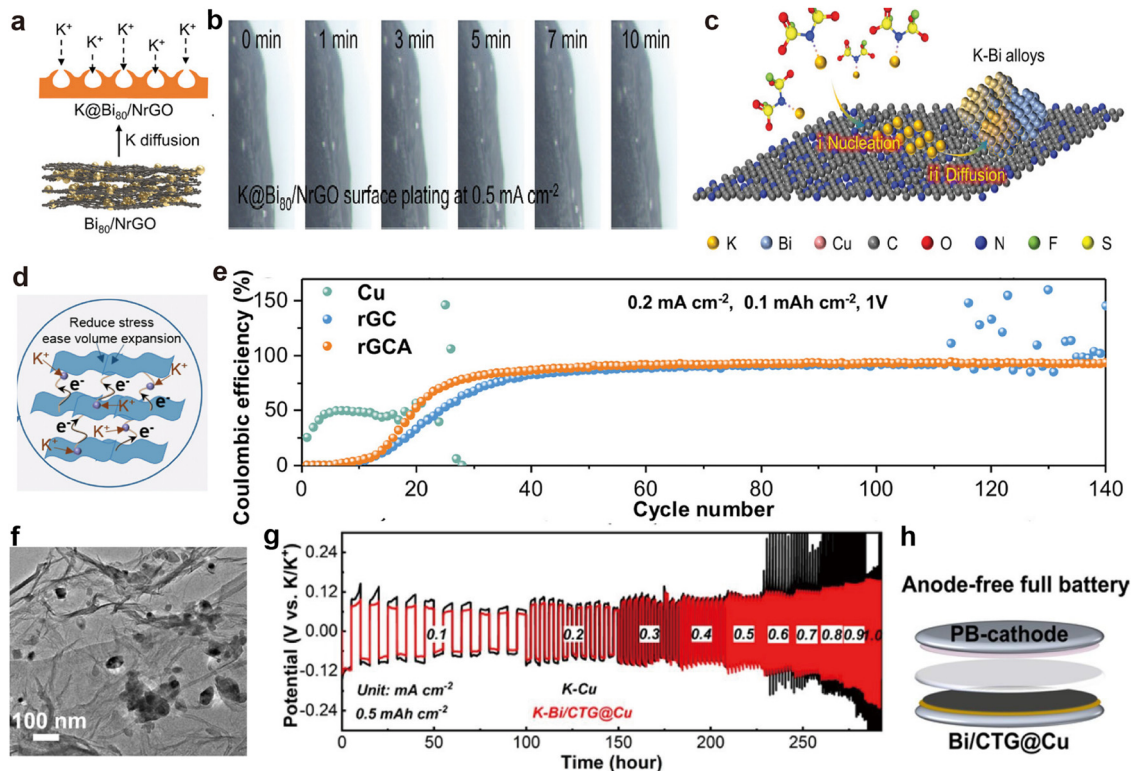 a
K⁺ K⁺ K⁺ K⁺ K⁺
K@Bi₈₀/NrGO
K diffusion
Bi₈₀/NrGO
b
0 min 1 min 3 min 5 min 7 min 10 min
K@Bi₈₀/NrGO surface plating at 0.5 mA cm⁻²
c
K-Bi alloys
i Nucleation
ii Diffusion
K Bi Cu C O N F S
d
Reduce stress
ease volume expansion
K⁺ K⁺
e⁻ e⁻ e⁻
K⁺
K⁺ e⁻ K⁺ e⁻
e
Coulombic efficiency (%)
150
100
50
0
Cu
rGC
rGCA
0.2 mA cm⁻², 0.1 mAh cm⁻², 1V
0 20 40 60 80 100 120 140
Cycle number
f
100 nm
g
Potential (V vs. K/K⁺)
0.24
0.12
0.00
-0.12
-0.24
0.1 0.2 0.3 0.4 0.5 0.6 0.7 0.8 0.9 1.0
Unit: mA cm⁻²
0.5 mAh cm⁻²
K-Cu
K-Bi/CTG@Cu
0 50 100 150 200 250
Time (hour)
h
Anode-free full battery
PB-cathode
Bi/CTG@Cu